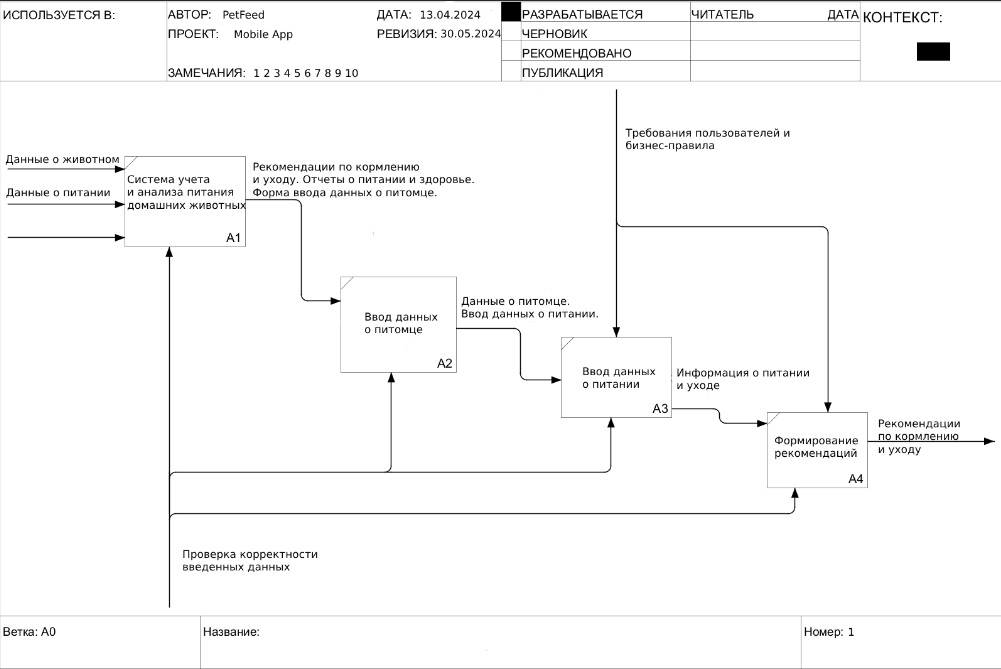 ИСПОЛЬЗУЕТСЯ В:
АВТОР: PetFeed
ДАТА: 13.04.2024
РАЗРАБАТЫВАЕТСЯ
ЧИТАТЕЛЬ
ДАТА
КОНТЕКСТ:
ПРОЕКТ: Mobile App
РЕВИЗИЯ: 30.05.2024
ЧЕРНОВИК
РЕКОМЕНДОВАНО
ЗАМЕЧАНИЯ: 1 2 3 4 5 6 7 8 9 10
ПУБЛИКАЦИЯ
Требования пользователей и
бизнес-правила
Данные о животном
Данные о питании
Система учета
и анализа питания
домашних животных
A1
Рекомендации по кормлению
и уходу. Отчеты о питании и здоровье.
Форма ввода данных о питомце.
Ввод данных
о питомце
A2
Данные о питомце.
Ввод данных о питании.
Ввод данных
о питании
A3
Информация о питании
и уходе
Формирование
рекомендаций
A4
Рекомендации
по кормлению
и уходу
Проверка корректности
введенных данных
Ветка: A0
Название:
Номер: 1